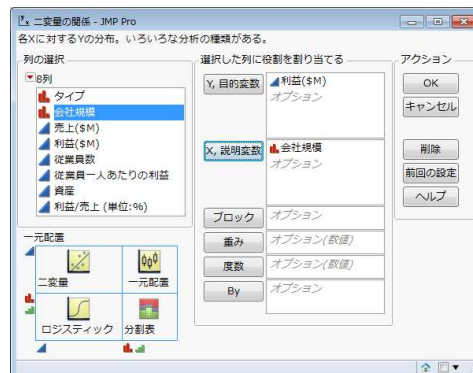 二変量の関係 - JMP Pro
各Xに対するYの分布。いろいろな分析の種類がある。
列の選択
8列
タイプ
会社規模
売上($M)
利益($M)
従業員数
従業員一人あたりの利益
資産
利益/売上 (単位:%)
一元配置
二変量
一元配置
ロジスティック
分割表
選択した列に役割を割り当てる
Y, 目的変数
利益($M)
オプション
X, 説明変数
会社規模
オプション
ブロック
オプション
重み
オプション(数値)
度数
オプション(数値)
By
オプション
アクション
OK
キャンセル
削除
前回の設定
ヘルプ